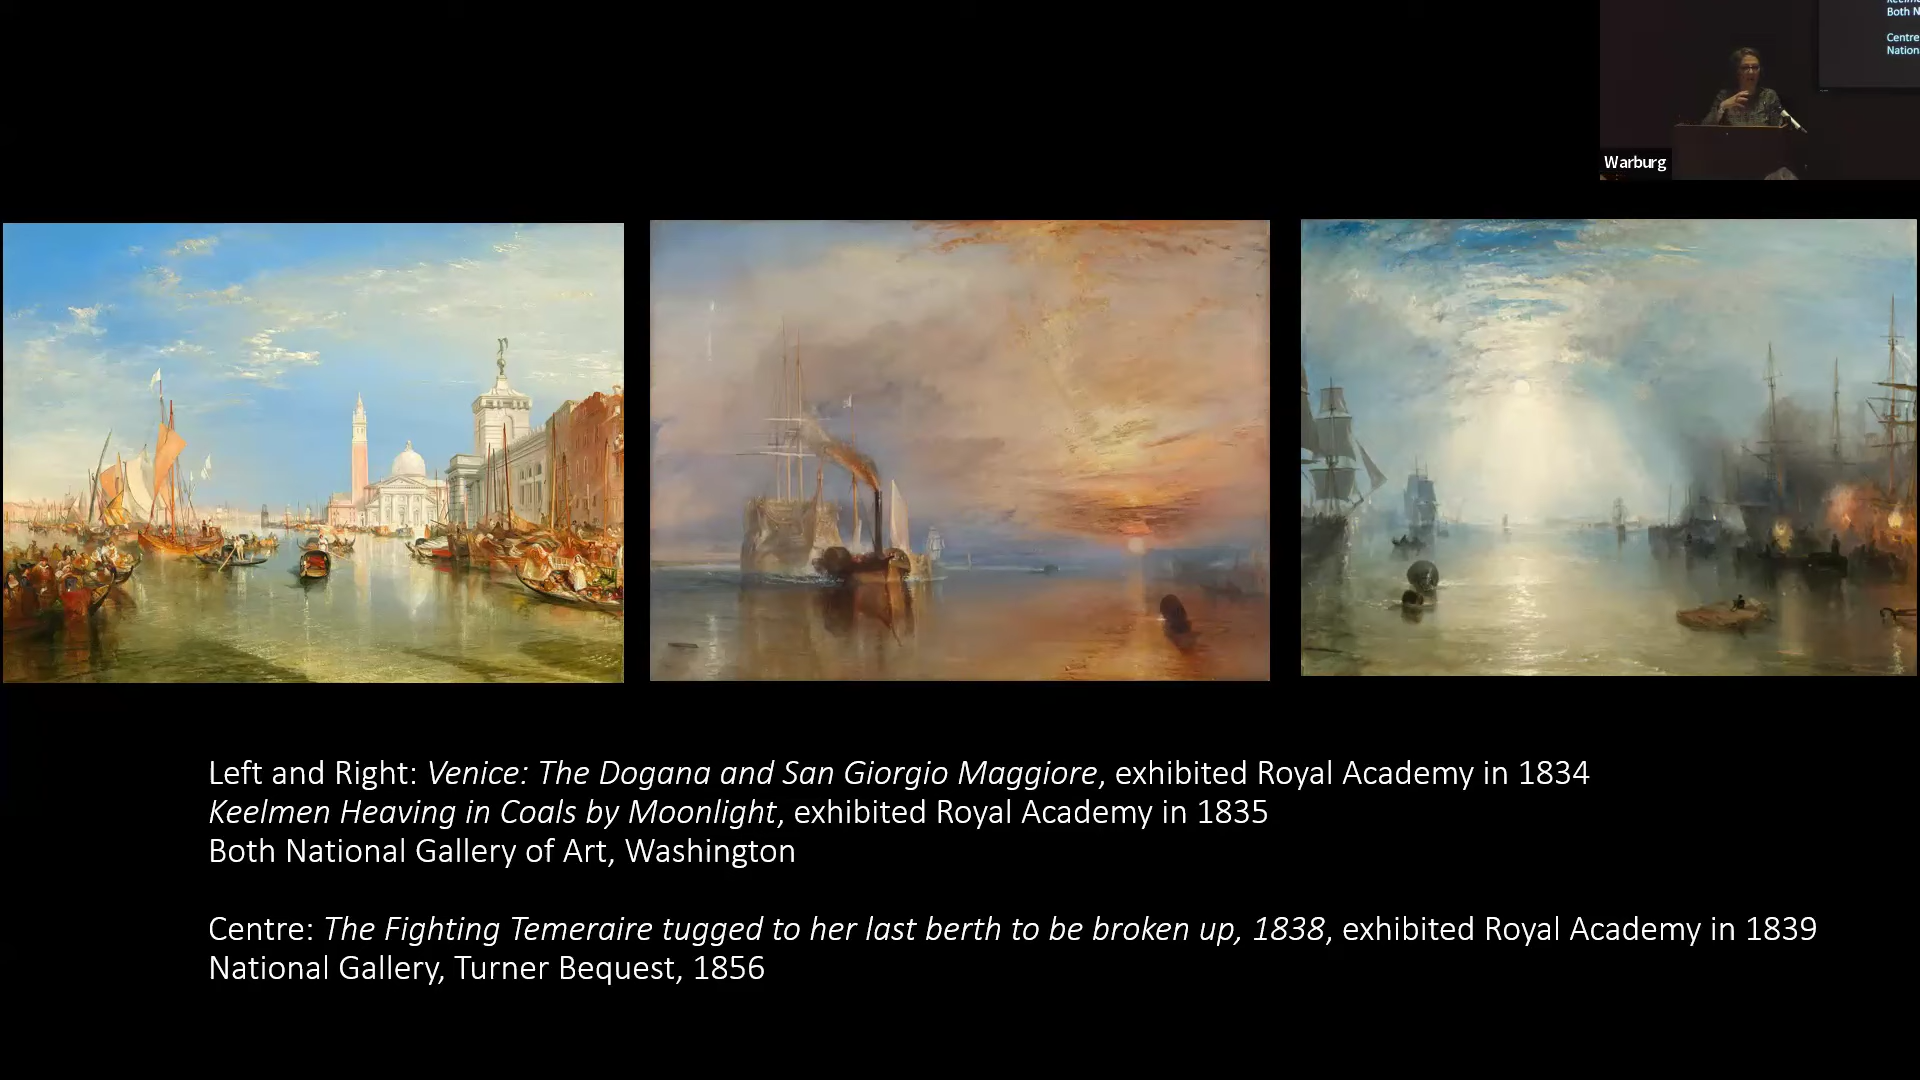 Both N
Centre
Nation
Warburg
Left and Right: Venice: The Dogana and San Giorgio Maggiore, exhibited Royal Academy in 1834
Keelmen Heaving in Coals by Moonlight, exhibited Royal Academy in 1835
Both National Gallery of Art, Washington
Centre: The Fighting Temeraire tugged to her last berth to be broken up, 1838, exhibited Royal Academy in 1839
National Gallery, Turner Bequest, 1856